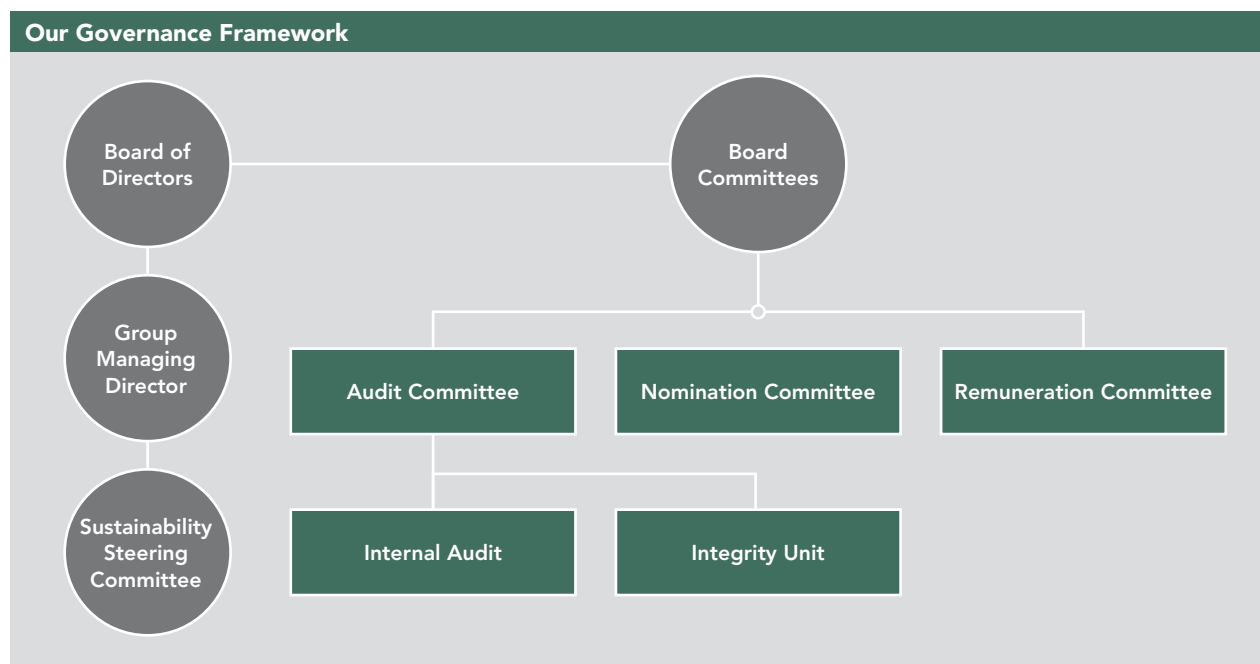 Our Governance Framework
Board of
Directors
Board
Committees
Group
Managing
Director
Audit Committee
Nomination Committee
Remuneration Committee
Sustainability
Steering
Committee
Internal Audit
Integrity Unit